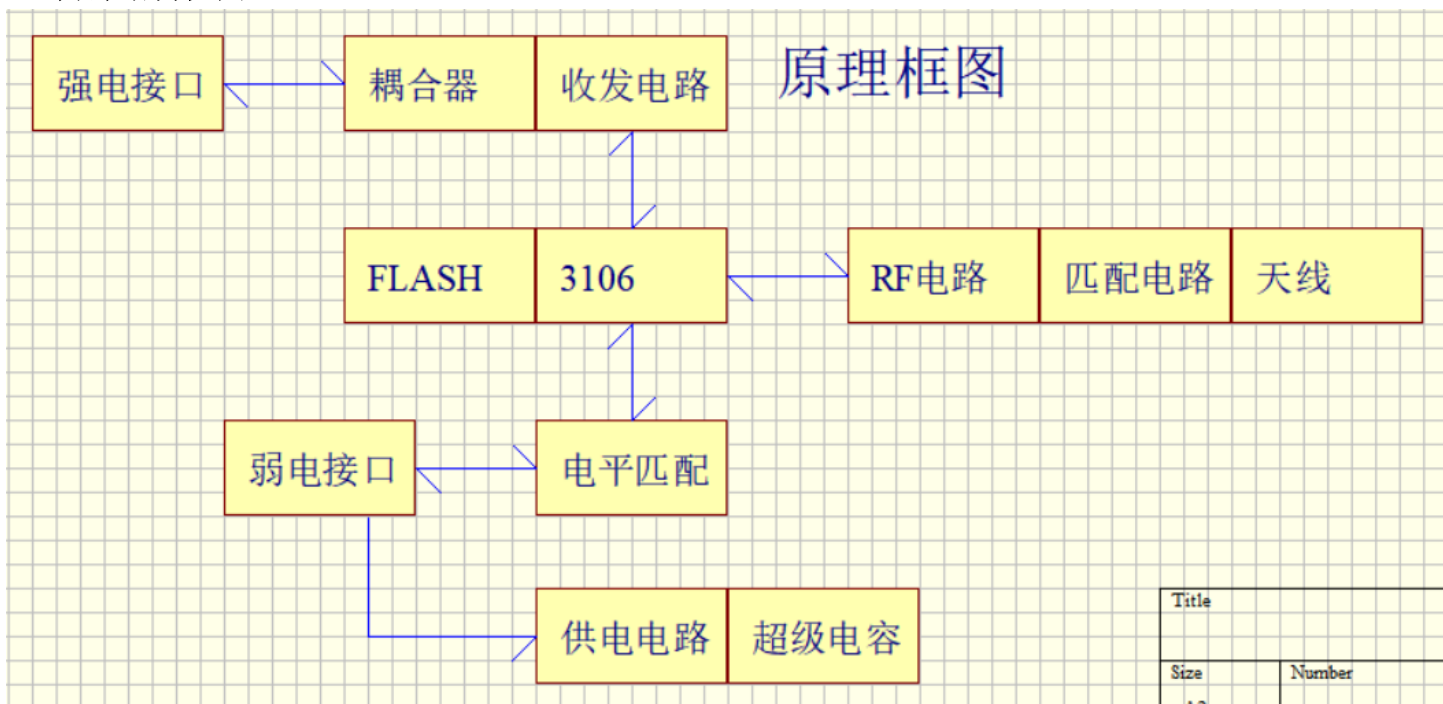 强电接口
耦合器
收发电路
原理框图
FLASH
3106
RF电路
匹配电路
天线
弱电接口
电平匹配
供电电路
超级电容
Title
Size
Number